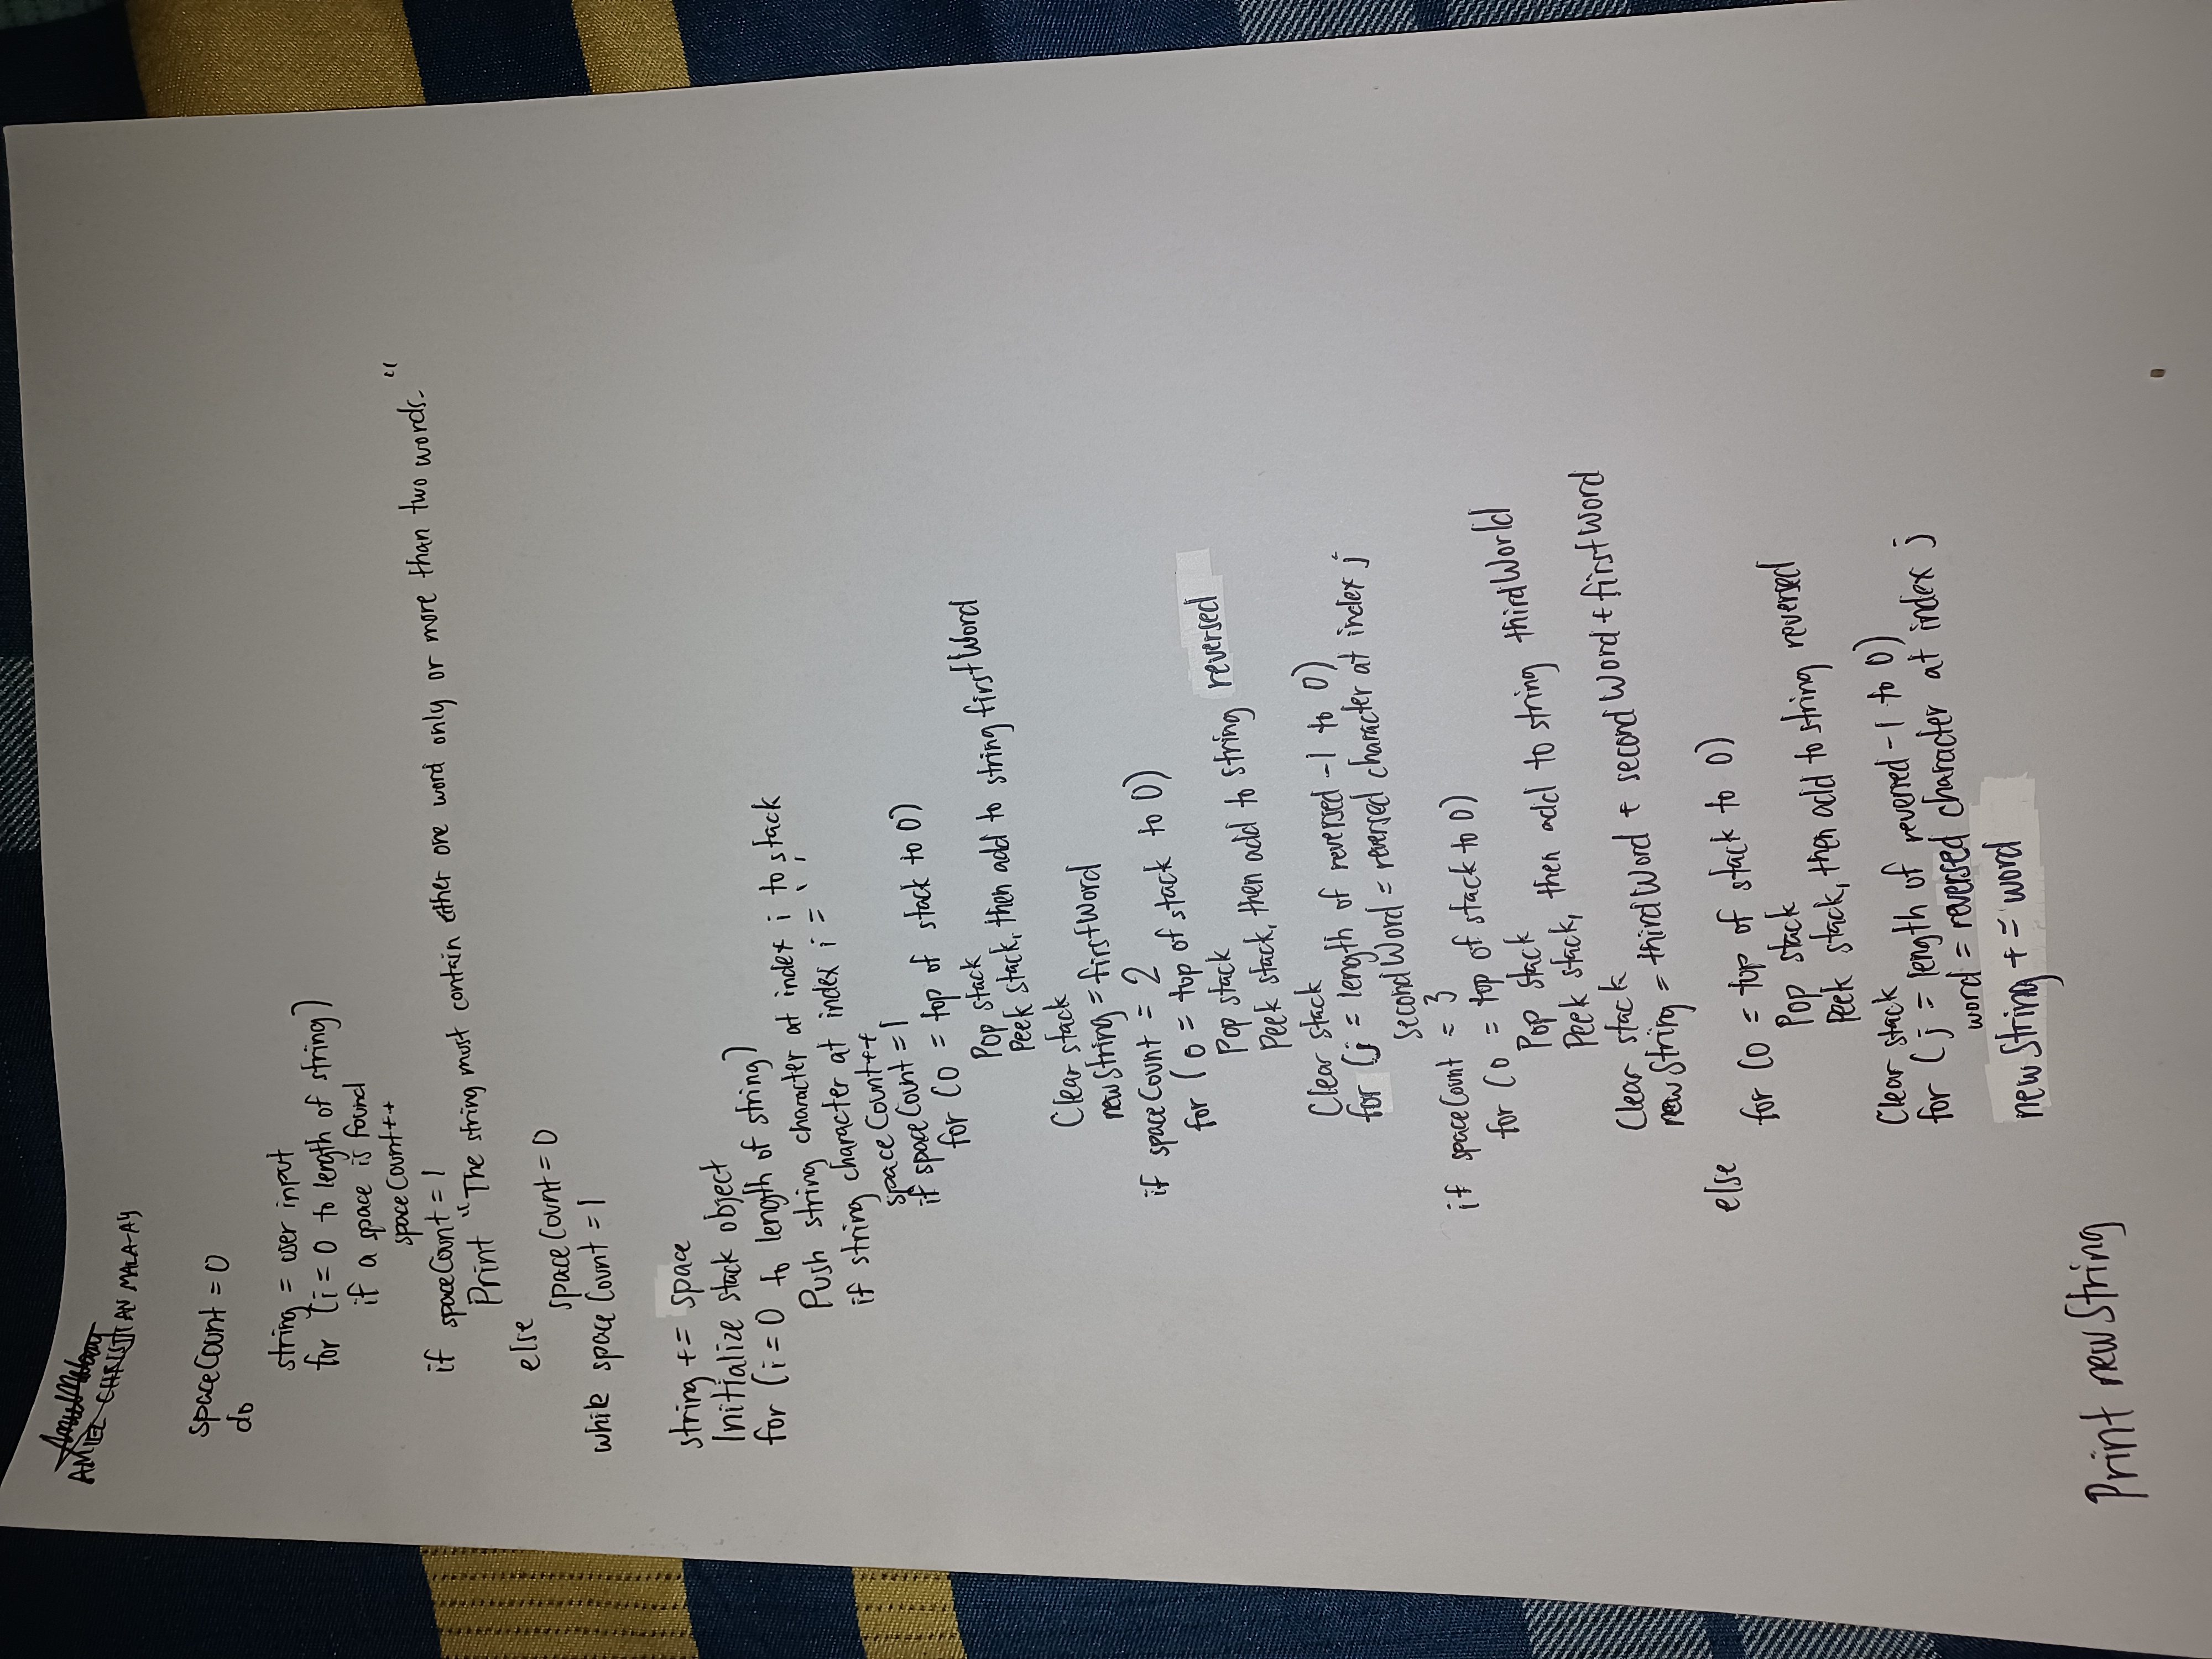 AMIEL CHRISTIAN MALA-AY
spaceCount = 0
do
string = user input
for (i = 0 to length of string)
if a space is found
spaceCount++
if spaceCount = 1
Print "The string must contain either one word only or more than two words."
else
spaceCount = 0
while spaceCount = 1
string += space
Initialize stack object
for (i = 0 to length of string)
Push string character at index i to stack
if string character at index i = ' '
spaceCount++
if spaceCount = 1
for (o = top of stack to 0)
Pop stack
Peek stack, then add to string firstWord
Clear stack
newString = firstWord
if spaceCount = 2
for (o = top of stack to 0)
Pop stack
Peek stack, then add to string reversed
Clear stack
for (j = length of reversed -1 to 0)
secondWord = reversed character at index j
if spaceCount = 3
for (o = top of stack to 0)
Pop stack
Peek stack, then add to string thirdWorld
Clear stack
newString = thirdWord + secondWord + firstWord
else
for (o = top of stack to 0)
Pop stack
Peek stack, then add to string reversed
Clear stack
for (j = length of reversed -1 to 0)
word = reversed character at index j
newString += word
Print newString